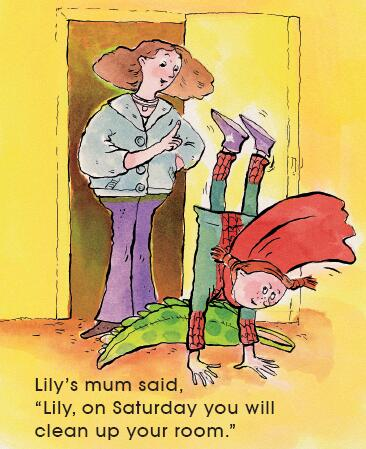 Lily’s mum said,
“Lily, on Saturday you will
clean up your room.”